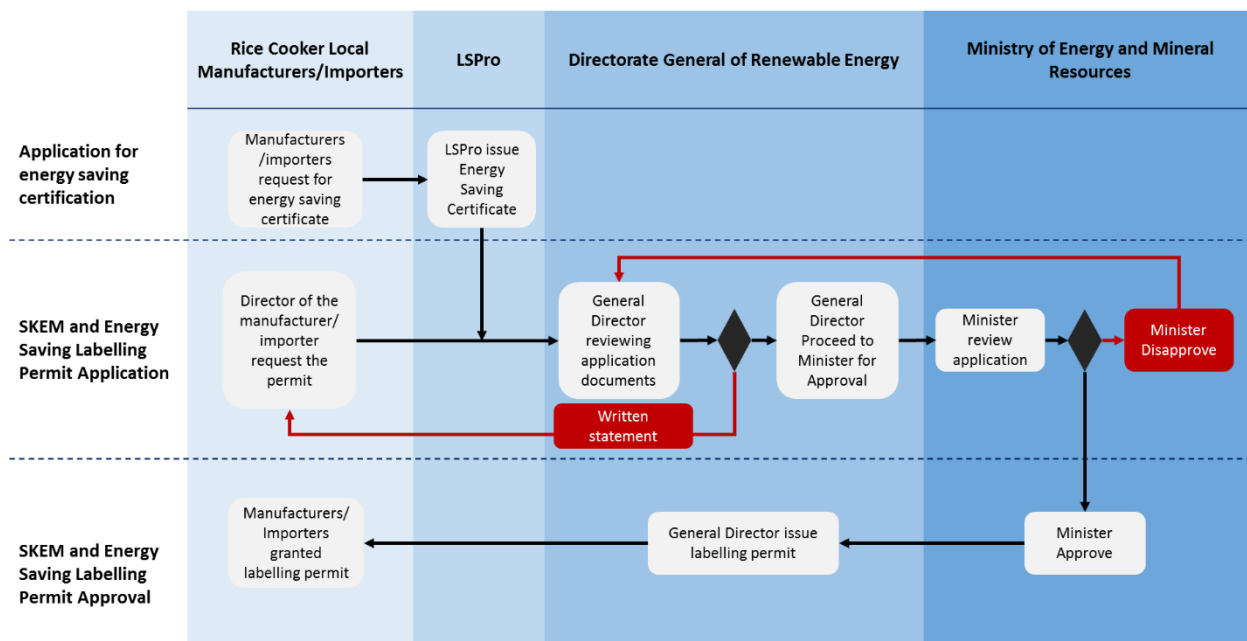 Rice Cooker Local
Manufacturers/Importers
LSPro
Directorate General of Renewable Energy
Ministry of Energy and Mineral
Resources
Application for
energy saving
certification
Manufacturers
/importers
request for
energy saving
certificate
LSPro issue
Energy
Saving
Certificate
SKEM and Energy
Saving Labelling
Permit Application
Director of the
manufacturer/
importer
request the
permit
General
Director
reviewing
application
documents
General
Director
Proceed to
Minister for
Approval
Minister
review
application
Minister
Disapprove
Written
statement
SKEM and Energy
Saving Labelling
Permit Approval
Manufacturers/
Importers
granted
labelling permit
General Director issue
labelling permit
Minister
Approve